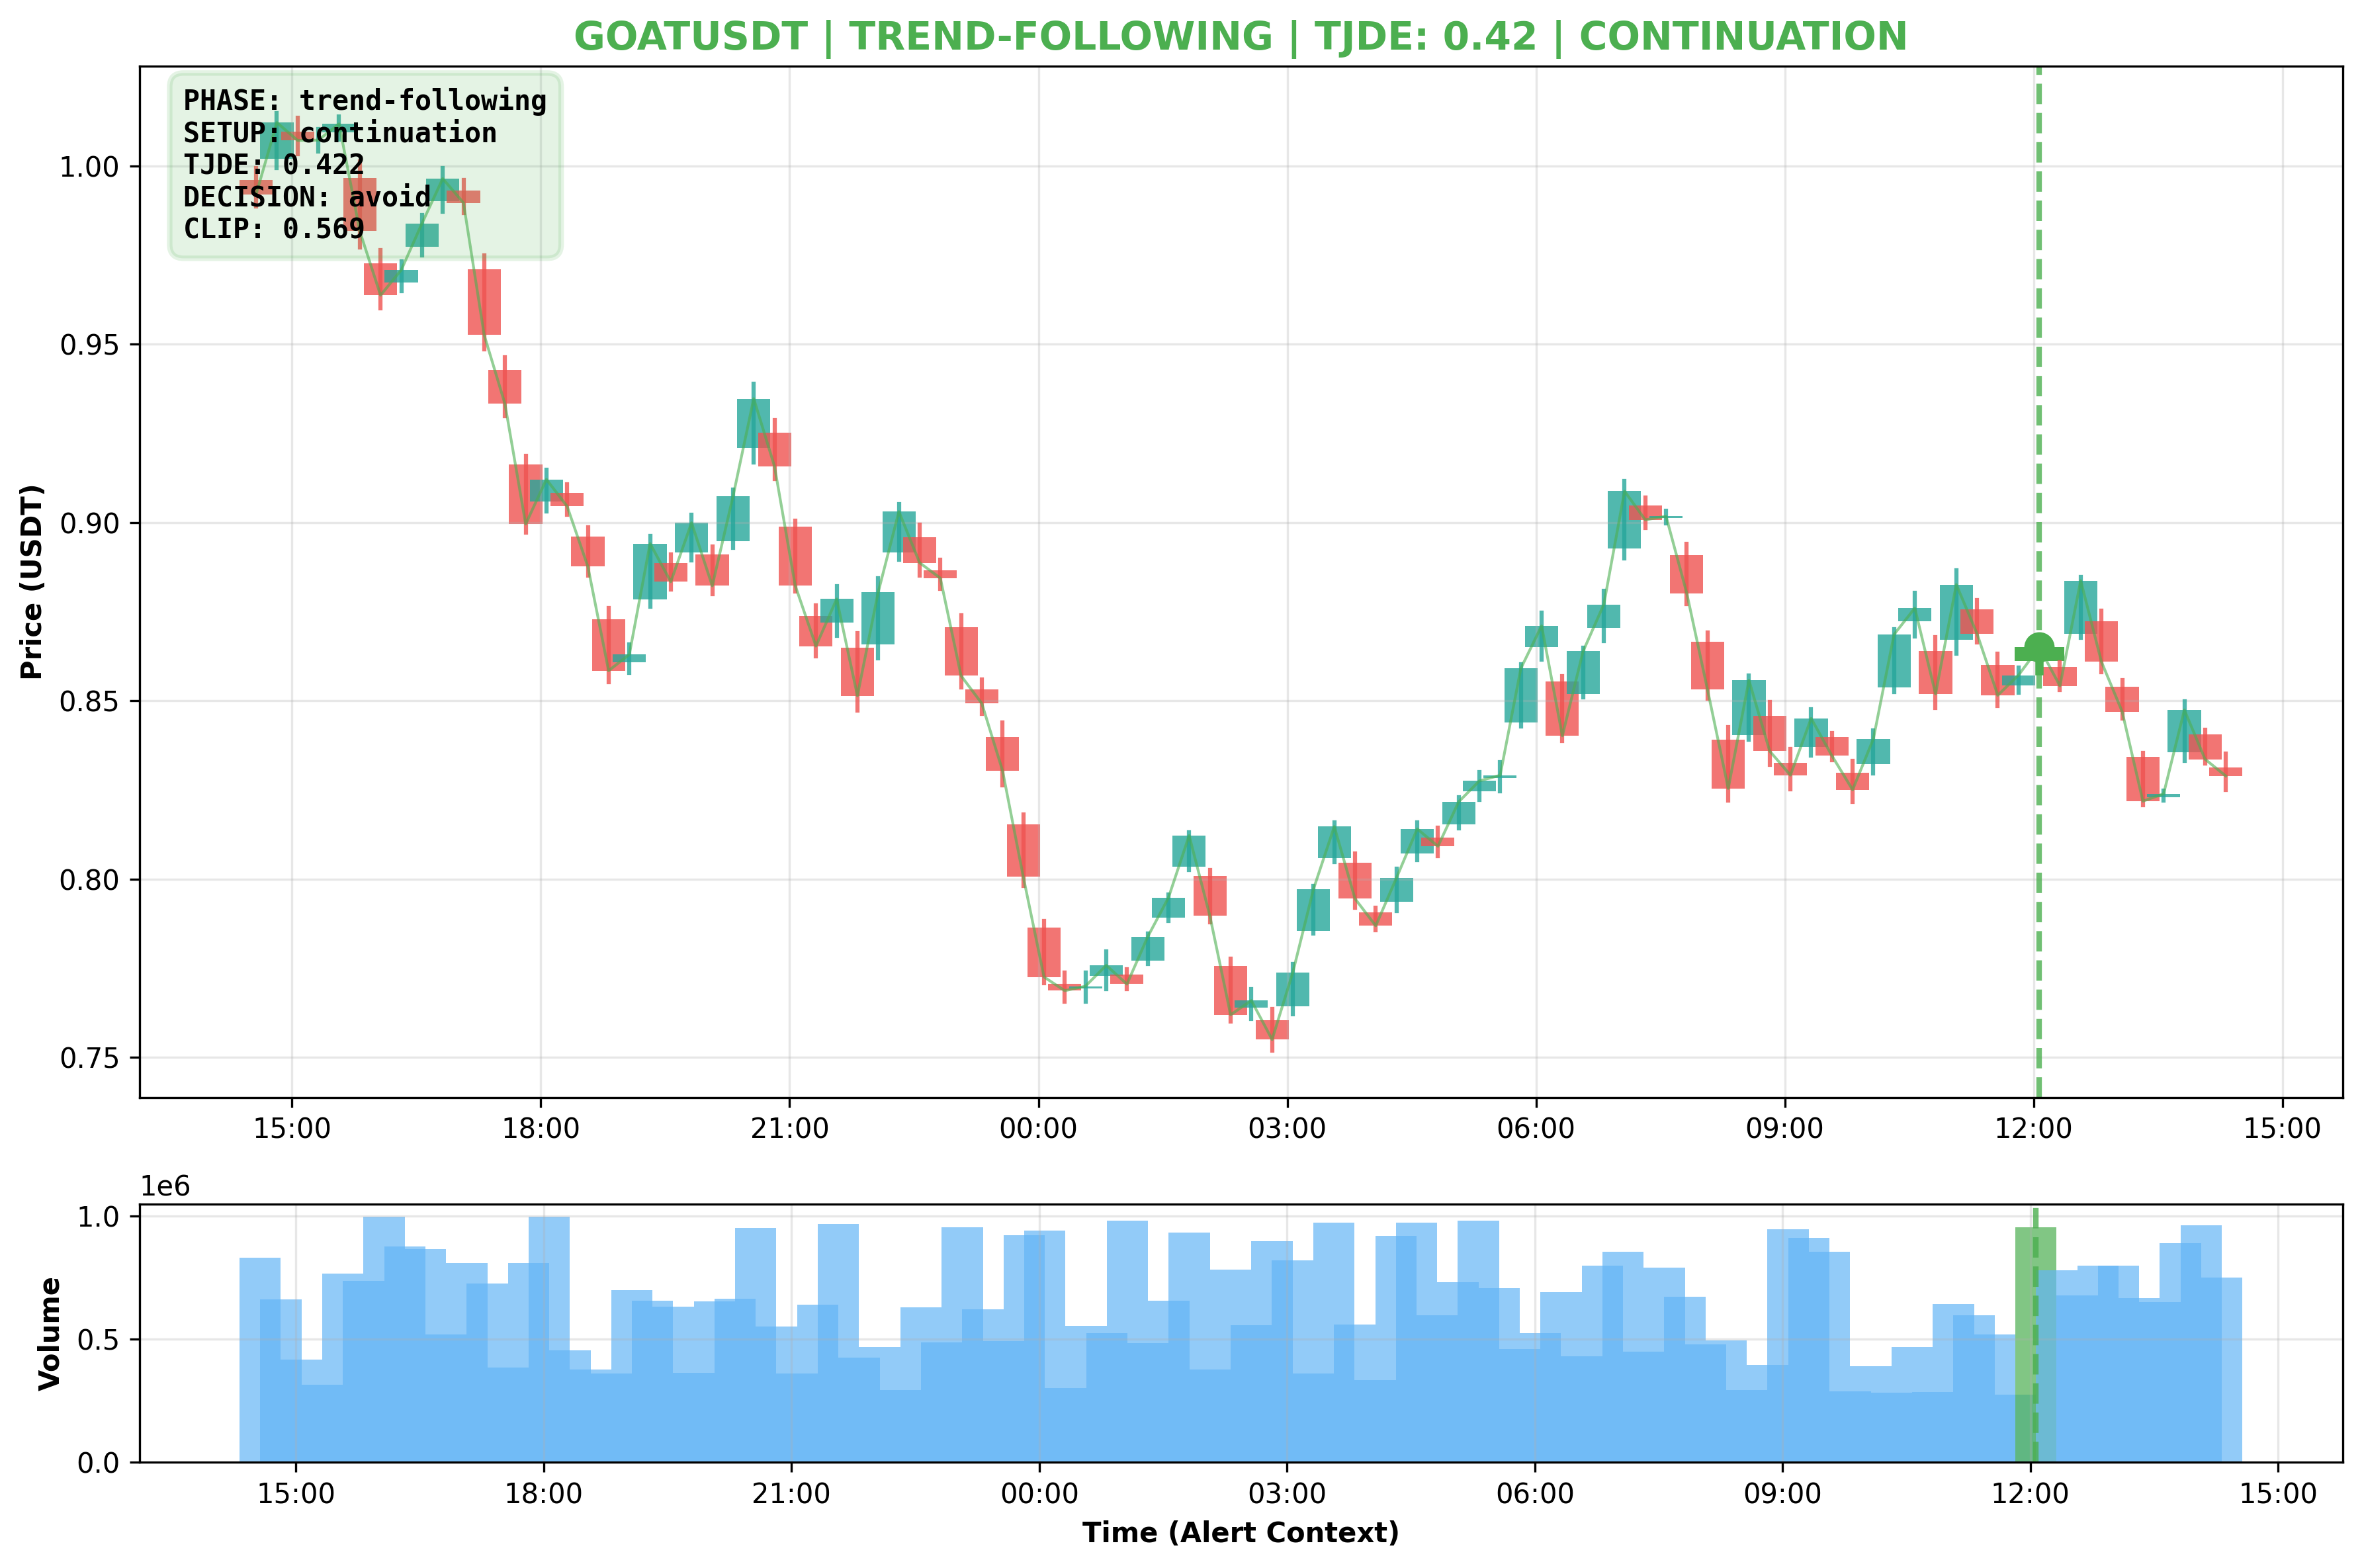 GOATUSDT | TREND-FOLLOWING | TJDE: 0.42 | CONTINUATION
PHASE: trend-following
SETUP: continuation
TJDE: 0.422
DECISION: avoid
CLIP: 0.569
Price (USDT)
1.00
0.95
0.90
0.85
0.80
0.75
15:00 18:00 21:00 00:00 03:00 06:00 09:00 12:00 15:00
1e6
Volume
1.0
0.5
0.0
15:00 18:00 21:00 00:00 03:00 06:00 09:00 12:00 15:00
Time (Alert Context)